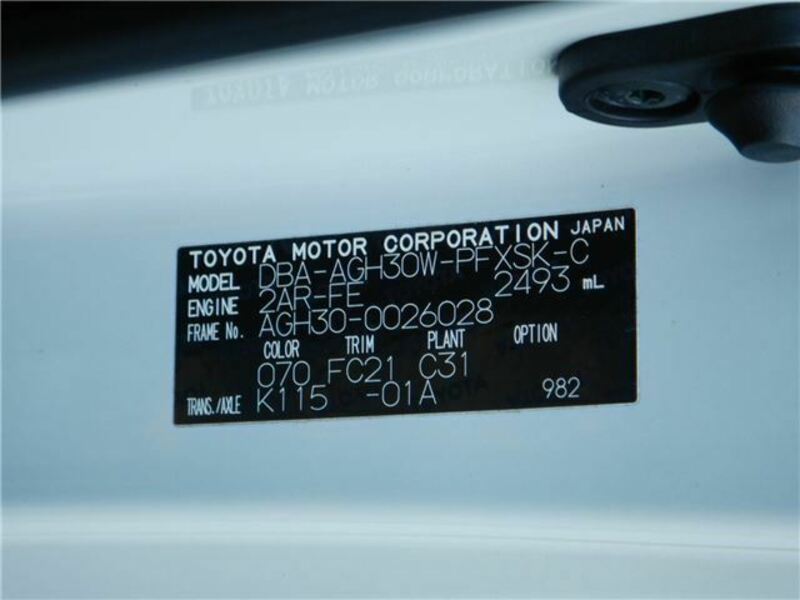 TOYOTA MOTOR CORPORATION JAPAN
MODEL DBA-AGH30W-PFXSK-C
ENGINE 2AR-FE 2493 mL
FRAME No. AGH30-0026028
COLOR TRIM PLANT OPTION
070 FC21 C31
TRANS./AXLE K115 -01A 982